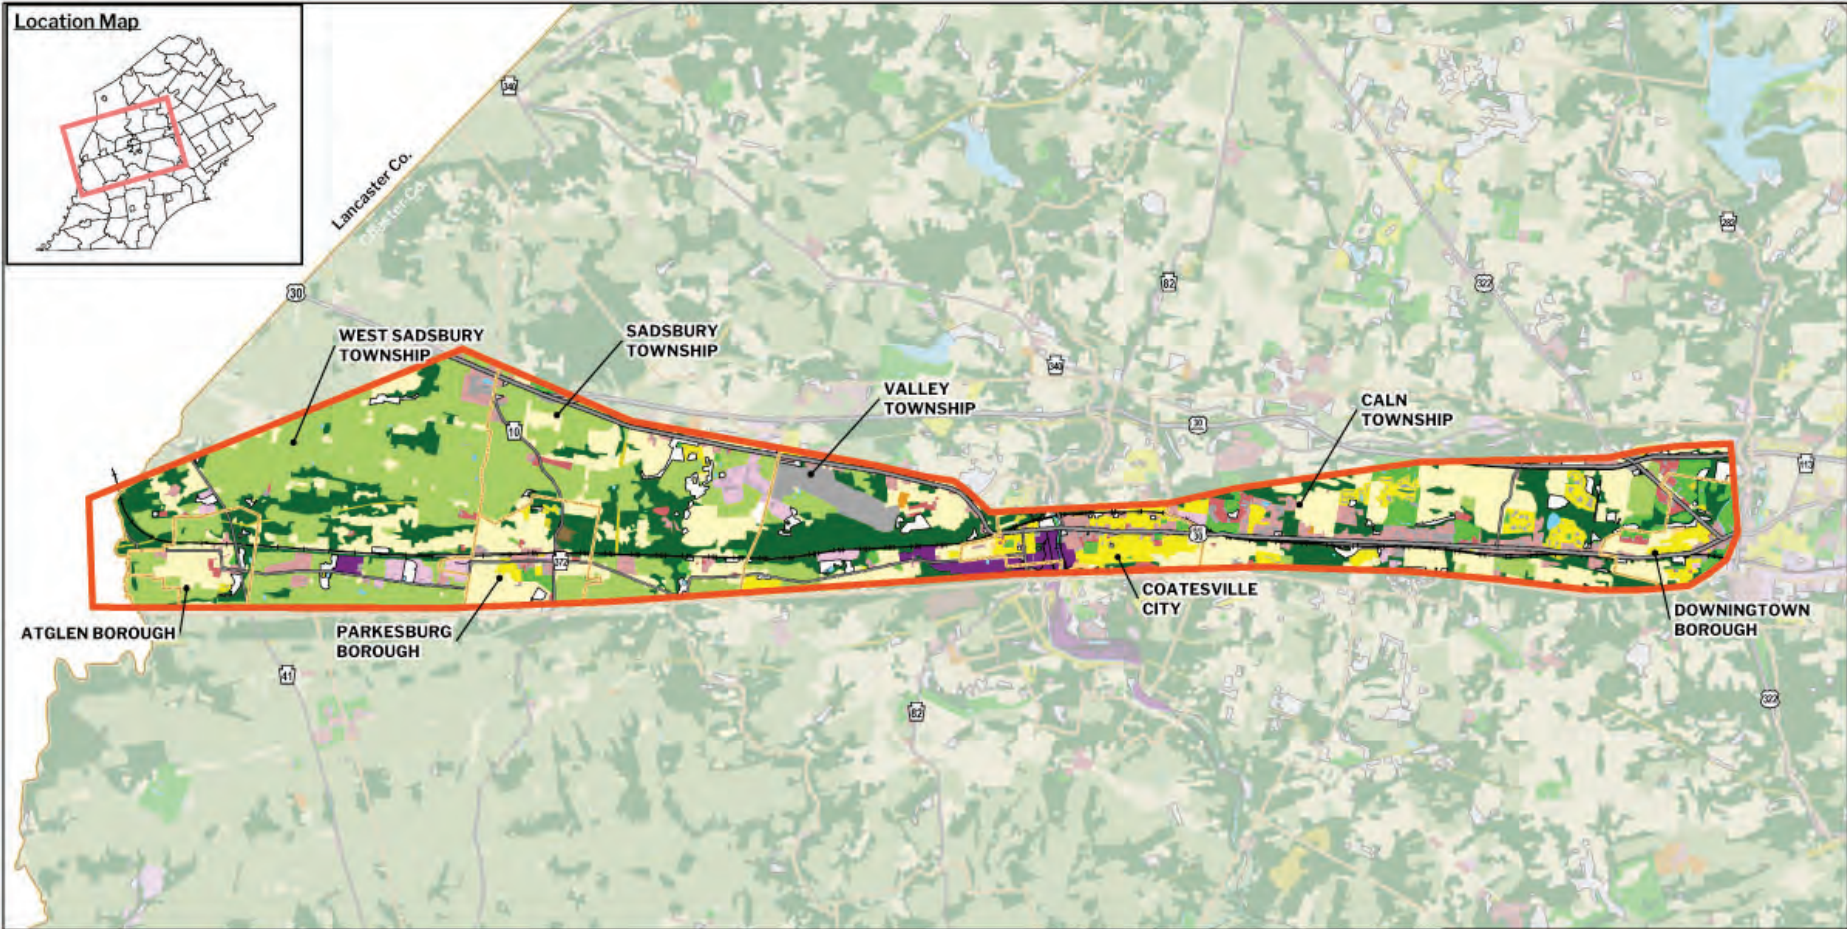 Location Map
340
Lancaster Co.
Chester Co.
282
82
322
30
WEST SADSBURY
TOWNSHIP
SADSBURY
TOWNSHIP
340
VALLEY
TOWNSHIP
CALN
TOWNSHIP
30
10
113
30
372
COATESVILLE
CITY
DOWNINGTOWN
BOROUGH
ATGLEN BOROUGH
PARKESBURG
BOROUGH
41
82
322